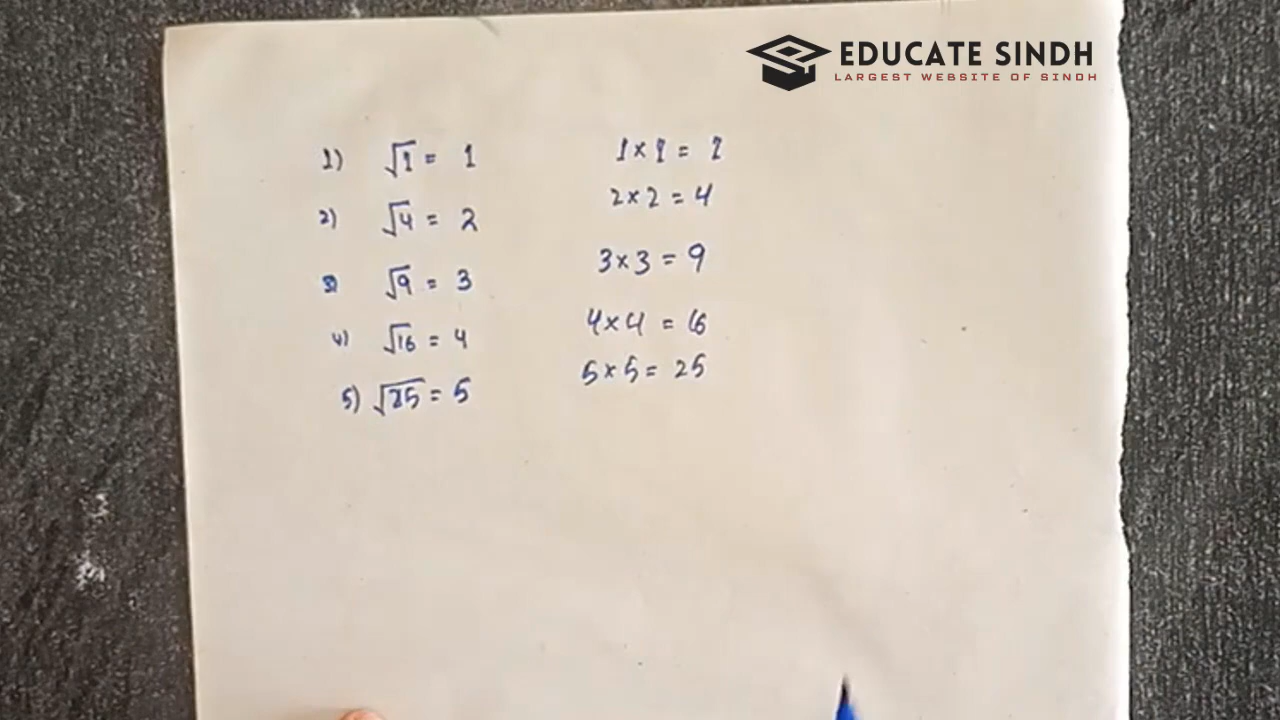 EDUCATE SINDH
LARGEST WEBSITE OF SINDH
1) √1 = 1
2) √4 = 2
3) √9 = 3
4) √16 = 4
5) √25 = 5
1×1 = 1
2×2 = 4
3×3 = 9
4×4 = 16
5×5 = 25